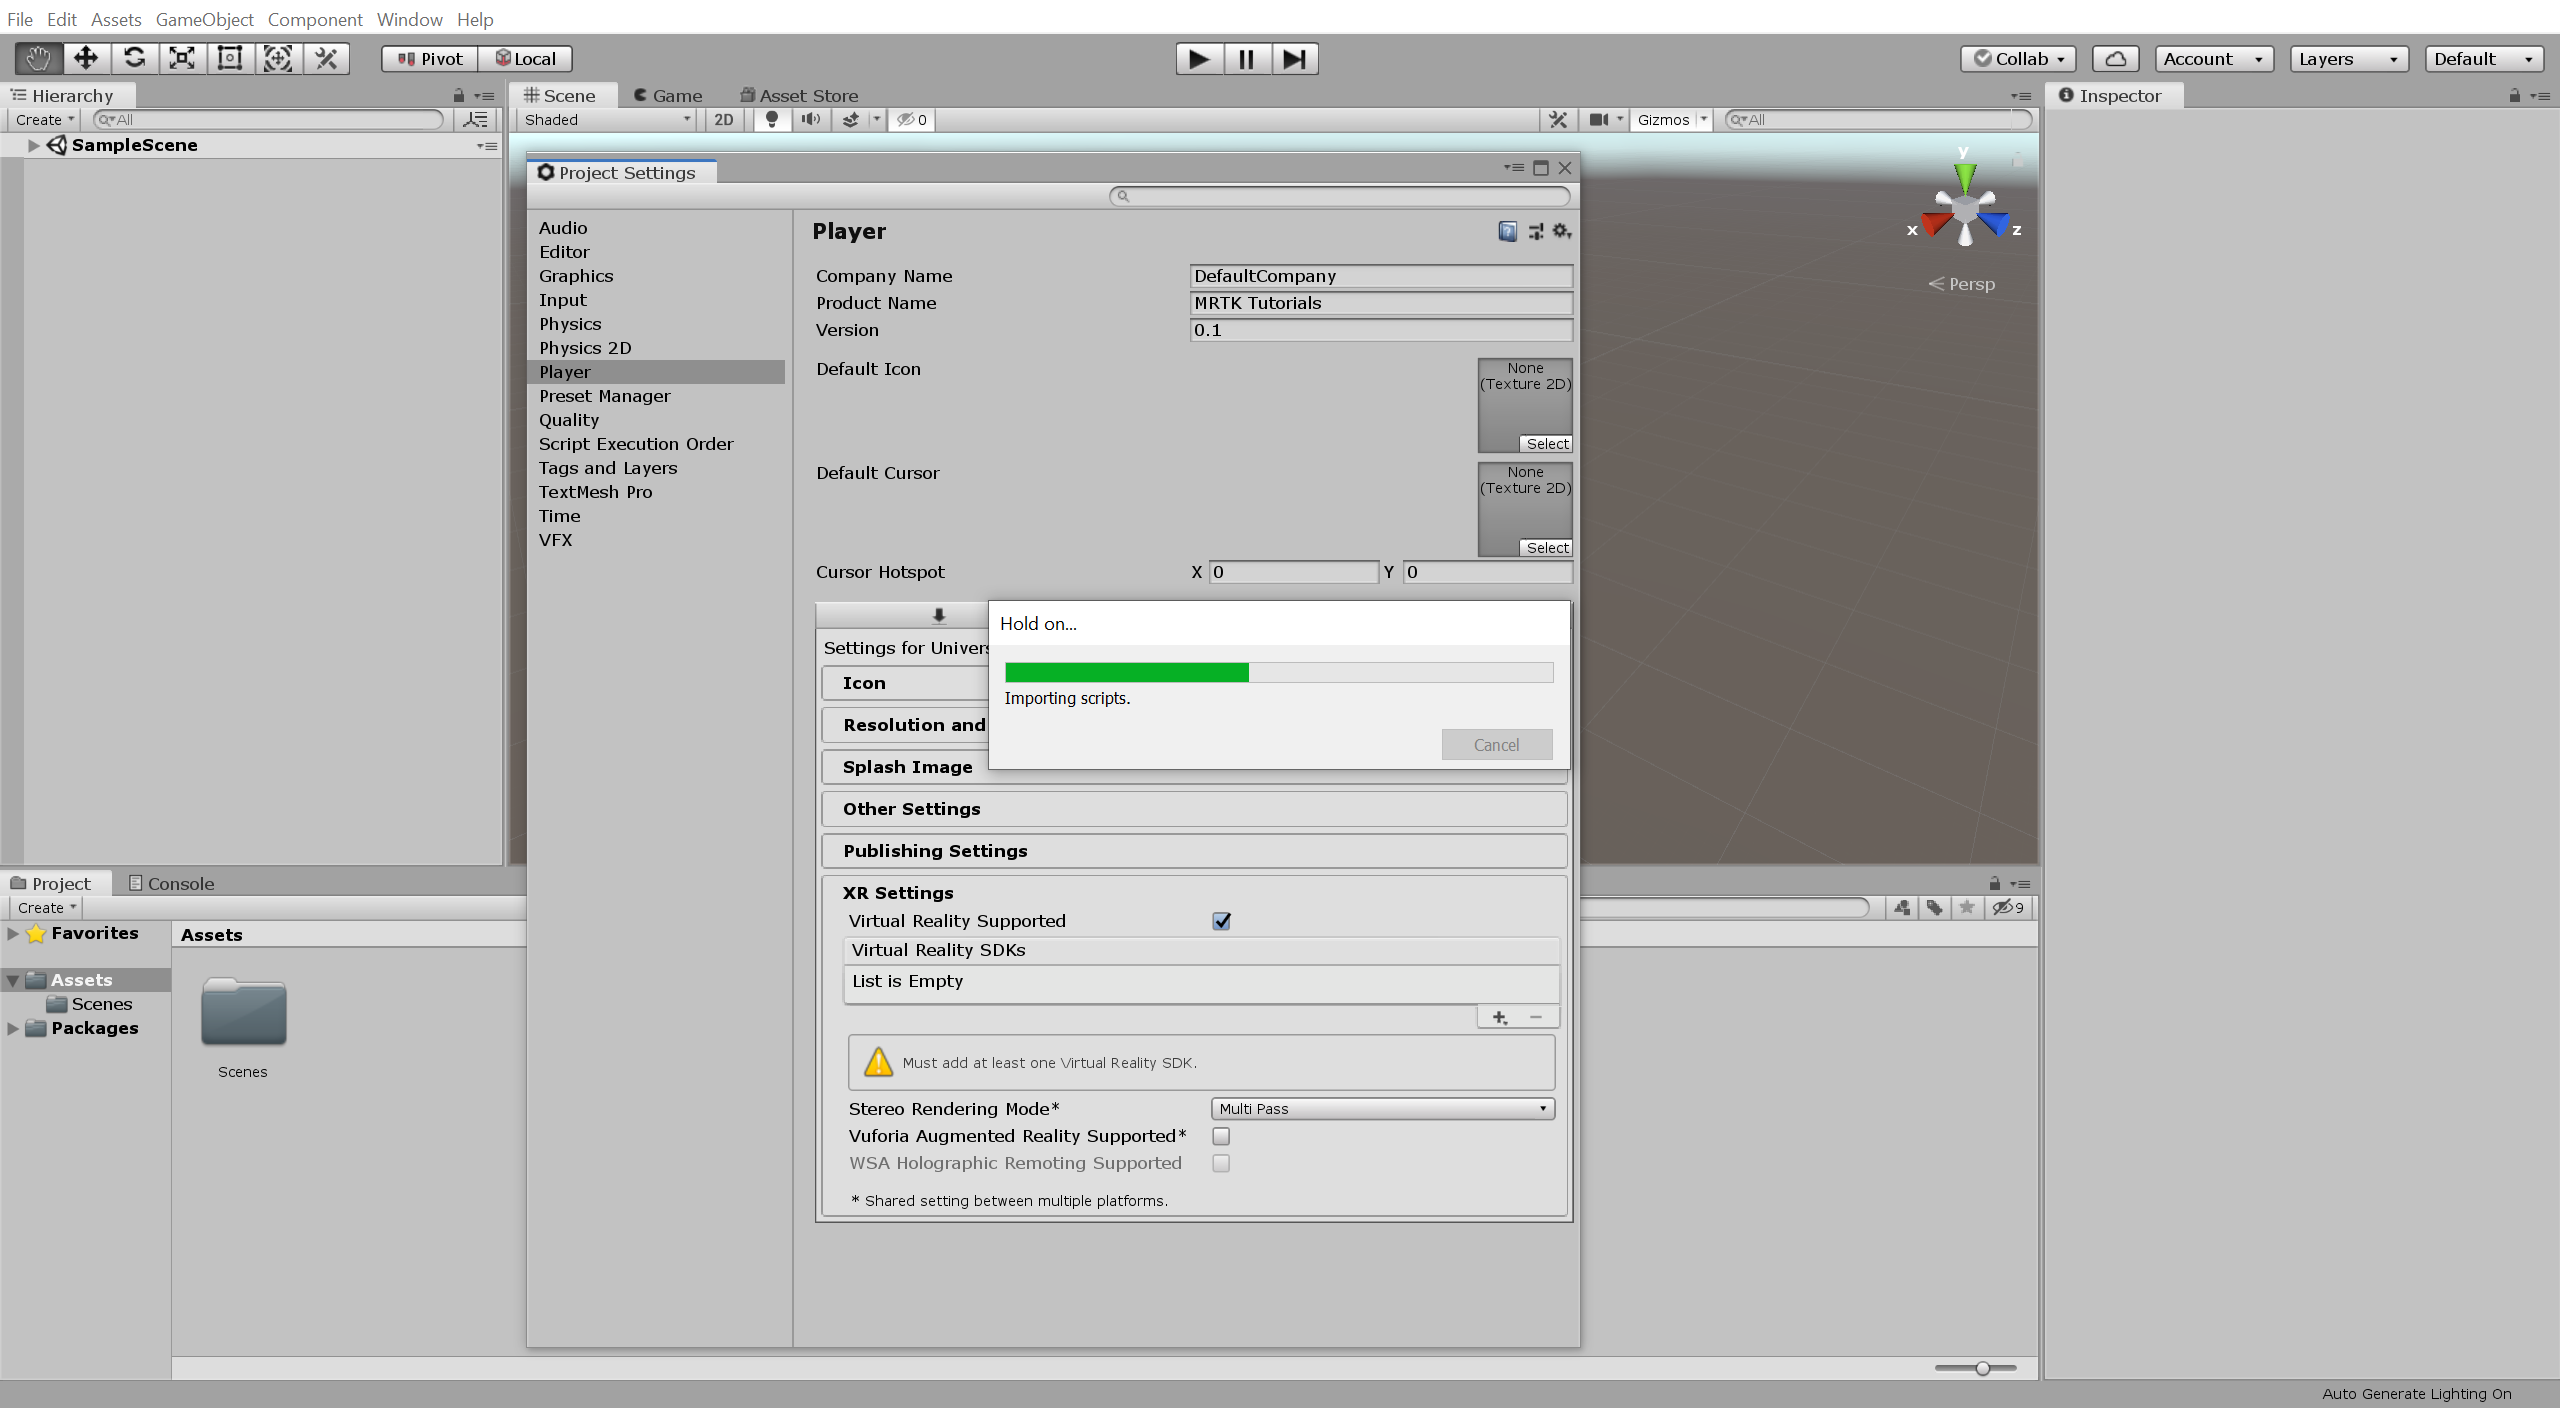 File Edit Assets GameObject Component Window Help
Pivot Local
Collab Account Layers Default
Hierarchy
Create All
SampleScene
Scene Game Asset Store
Shaded 2D 0 Gizmos All
y
x z
Persp
Inspector
Project Settings
Audio
Editor
Graphics
Input
Physics
Physics 2D
Player
Preset Manager
Quality
Script Execution Order
Tags and Layers
TextMesh Pro
Time
VFX
Player
Company Name DefaultCompany
Product Name MRTK Tutorials
Version 0.1
Default Icon
None
(Texture 2D)
Select
Default Cursor
None
(Texture 2D)
Select
Cursor Hotspot X 0 Y 0
Settings for Univers
Icon
Resolution and
Splash Image
Other Settings
Publishing Settings
XR Settings
Virtual Reality Supported
Virtual Reality SDKs
List is Empty
Must add at least one Virtual Reality SDK.
Stereo Rendering Mode* Multi Pass
Vuforia Augmented Reality Supported*
WSA Holographic Remoting Supported
* Shared setting between multiple platforms.
Hold on...
Importing scripts.
Cancel
Project Console
Create 9
Favorites
Assets
Scenes
Packages
Assets
Scenes
Auto Generate Lighting On